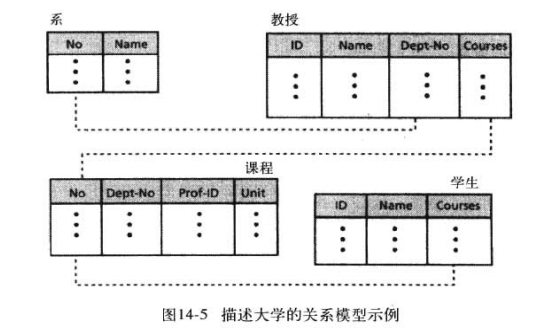 系
教授
No Name
ID Name Dept-No Courses
课程
学生
No Dept-No Prof-ID Unit
ID Name Courses
图14-5 描述大学的关系模型示例